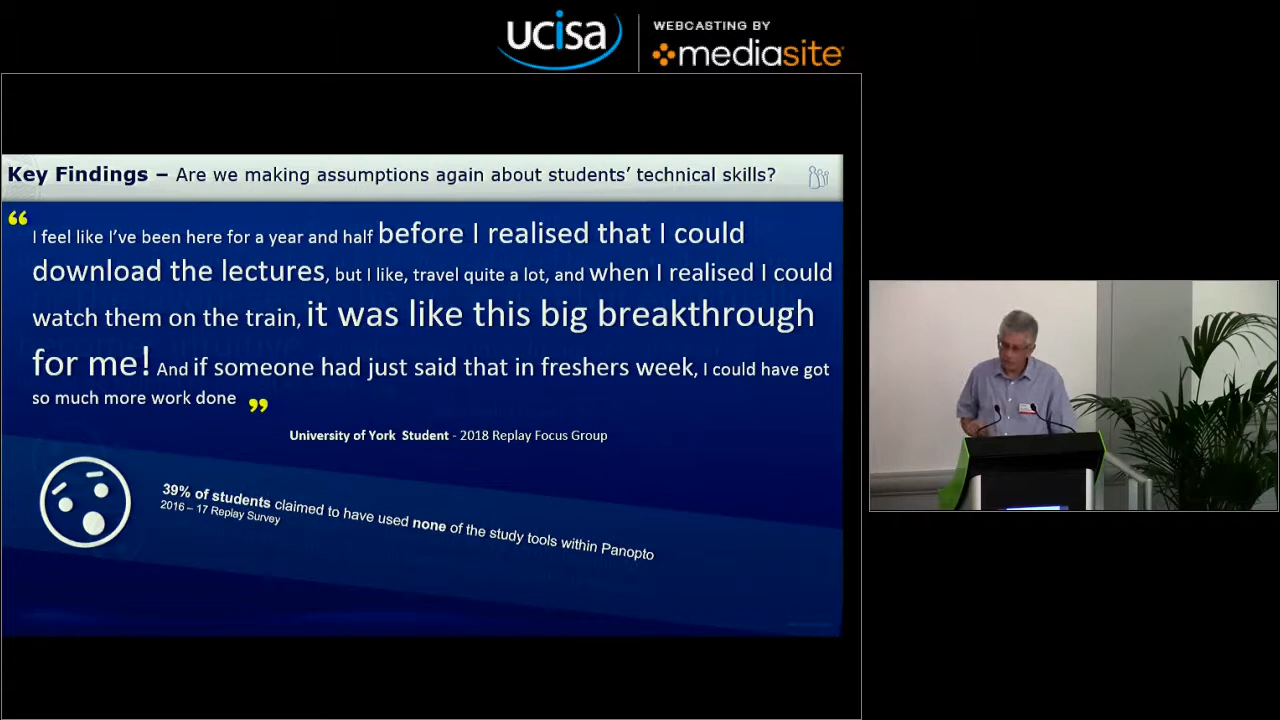 ucisa
WEBCASTING BY
mediasite
Key Findings – Are we making assumptions again about students’ technical skills?
“
I feel like I’ve been here for a year and half before I realised that I could
download the lectures, but I like, travel quite a lot, and when I realised I could
watch them on the train, it was like this big breakthrough
for me! And if someone had just said that in freshers week, I could have got
so much more work done ”
University of York Student - 2018 Replay Focus Group
39% of students claimed to have used none of the study tools within Panopto
2016 – 17 Replay Survey